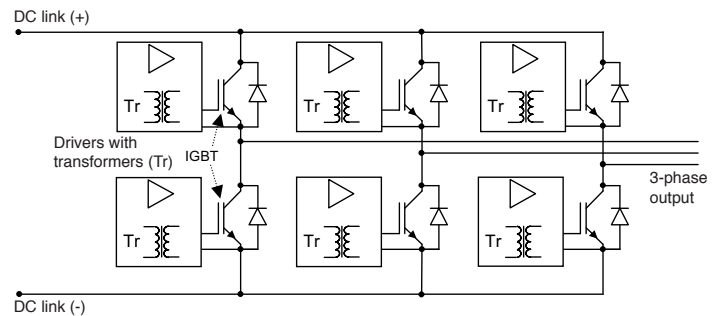 DC link (+)
Tr
Tr
Tr
Drivers with
transformers (Tr)
IGBT
3-phase
output
Tr
Tr
Tr
DC link (-)